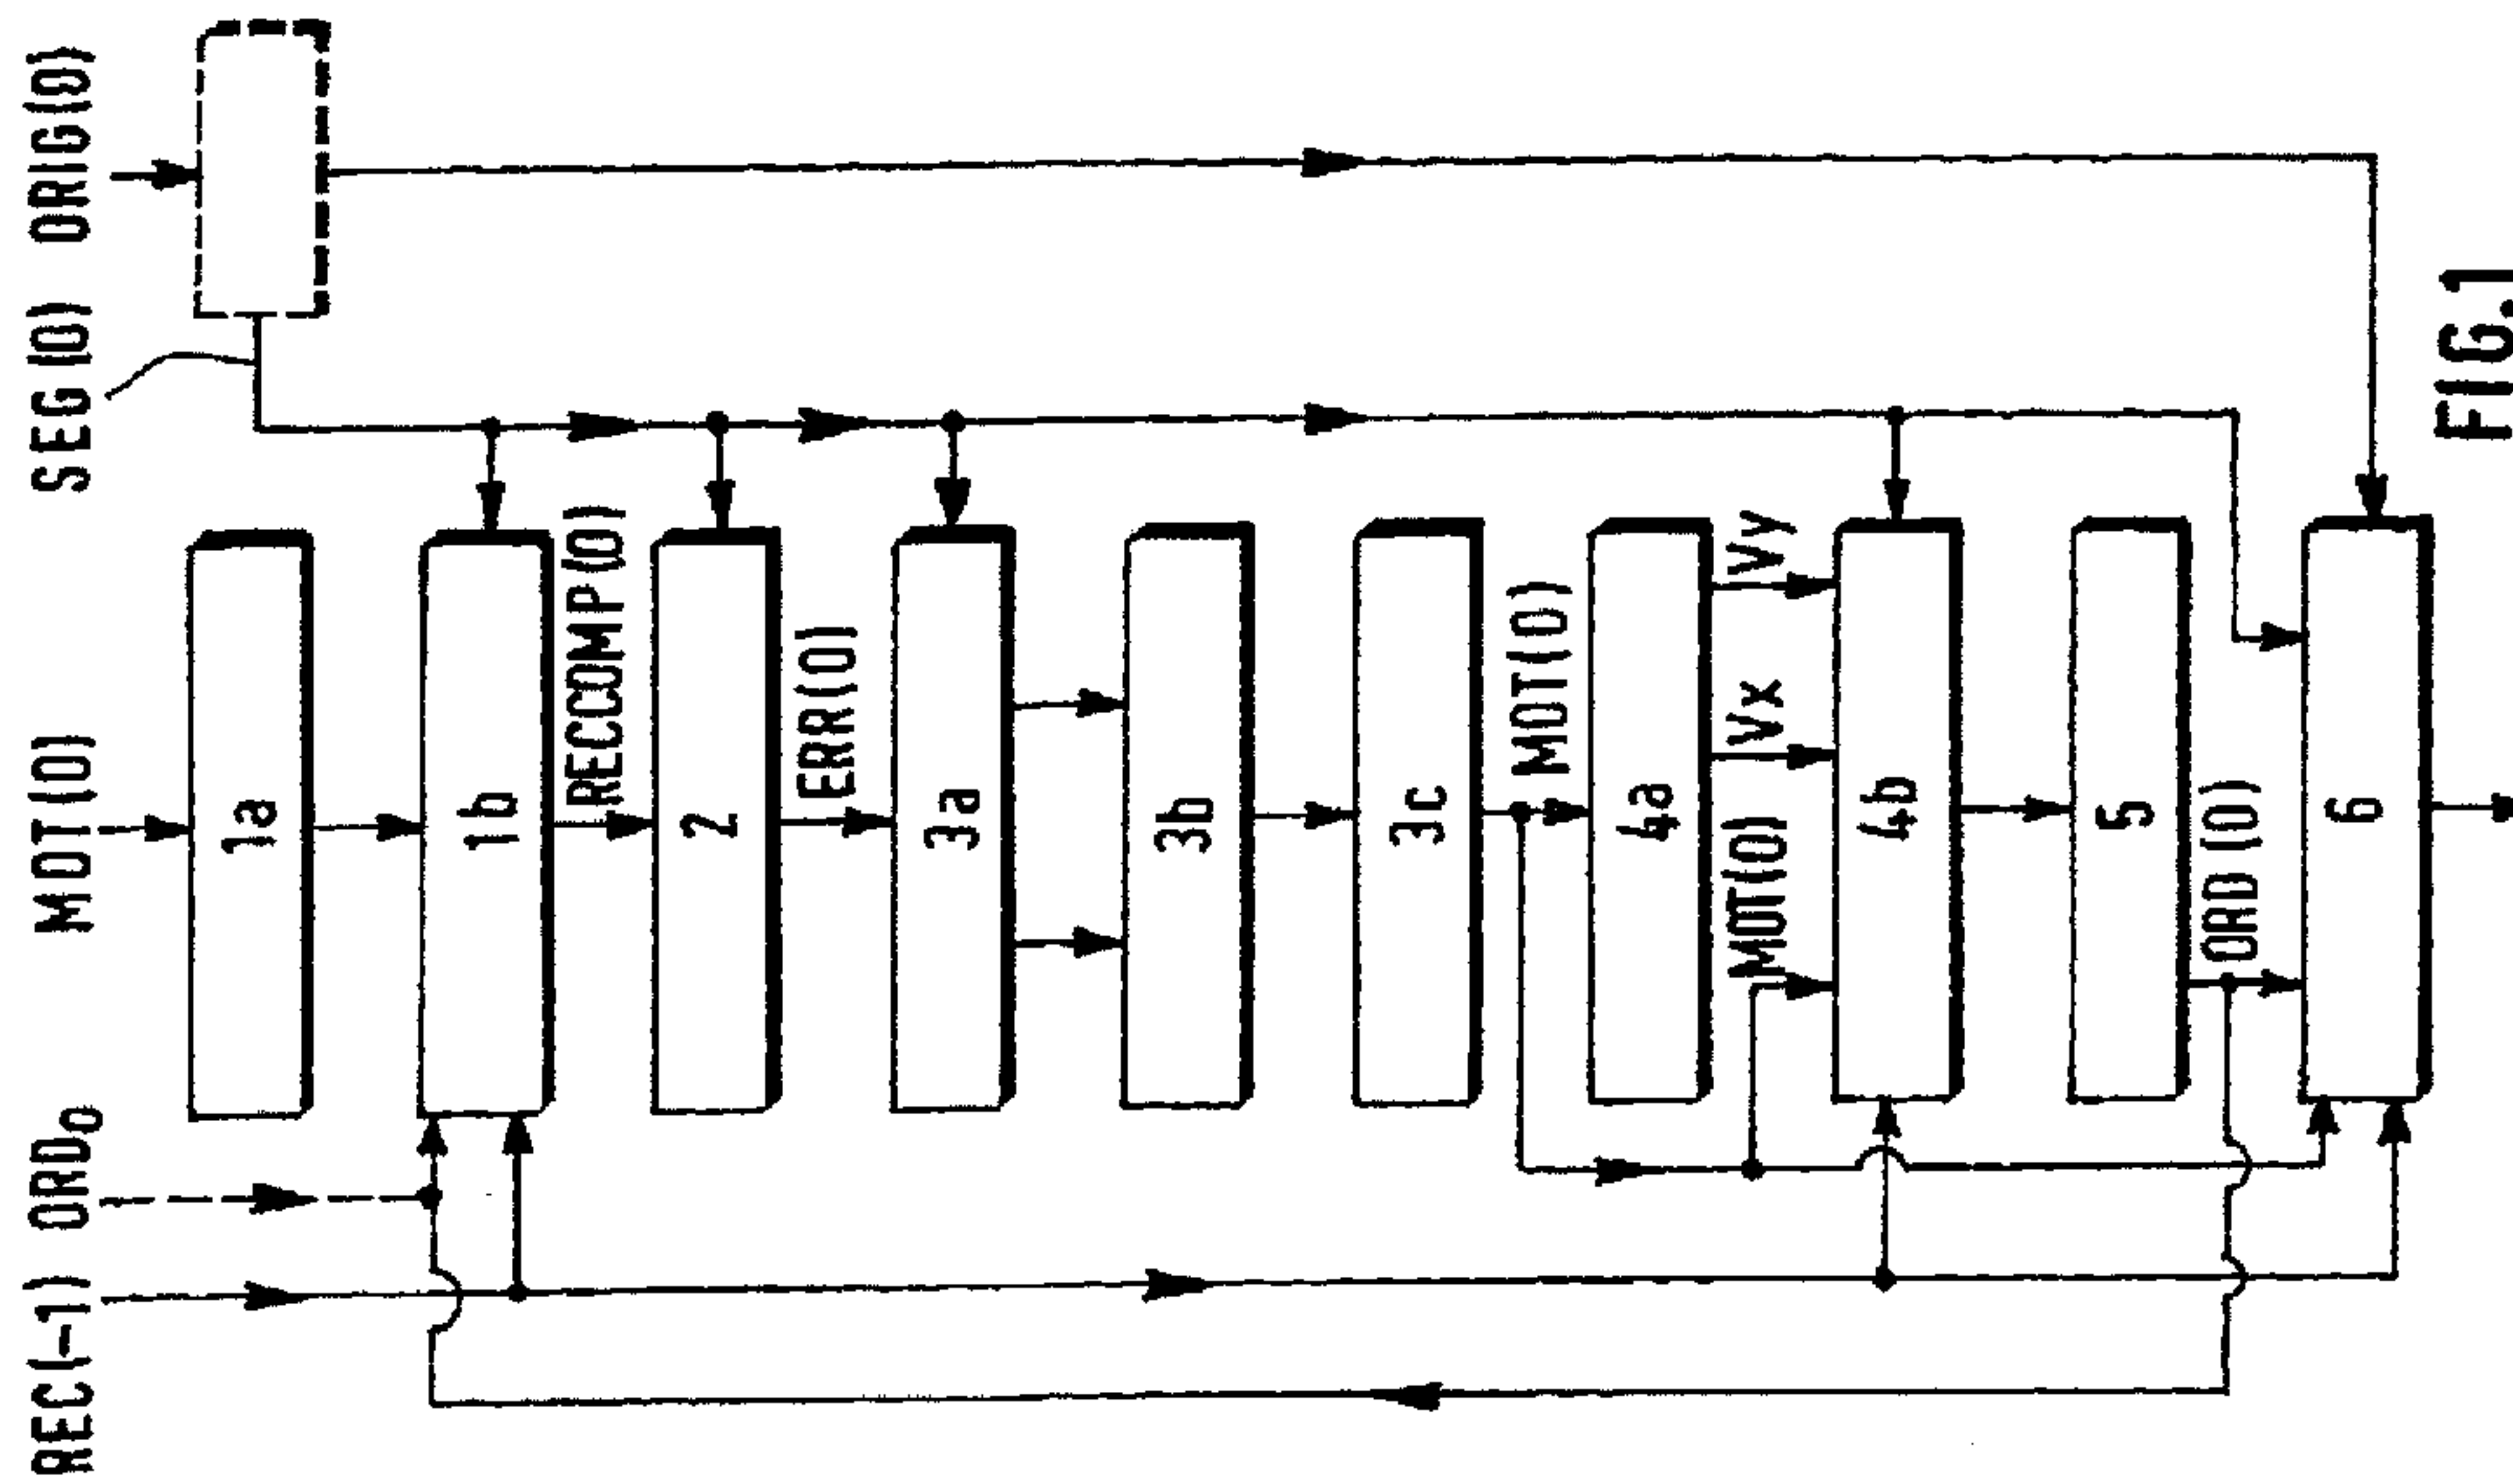 REC(-1) ORD0 MOT(0) SEG(0) ORIG(0)
1a
1b
RECCOMP(0)
2
ERR(0)
3a
3b
3c
MOT(0)
4a
MOT(0) Vx Vy
4b
5
ORD(0)
6
FIG.1